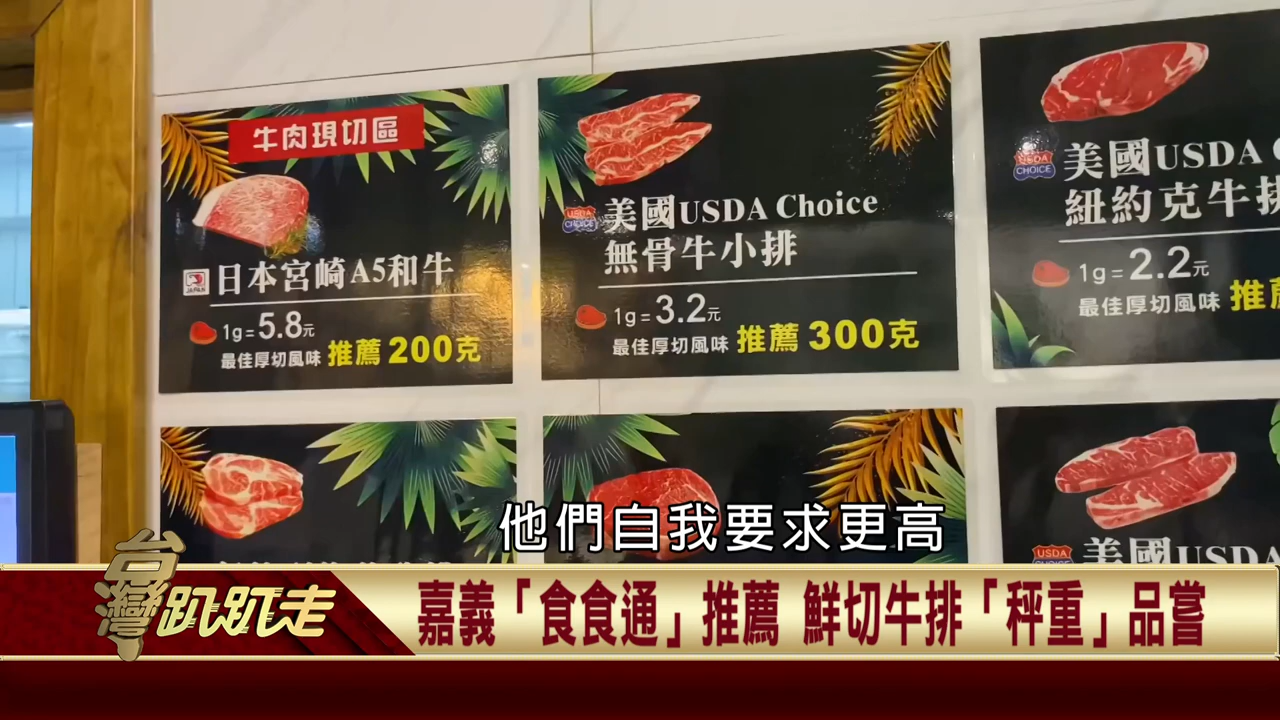 牛肉現切區
JAPAN
日本宮崎A5和牛
1g=5.8元
最佳厚切風味 推薦 200克
USDA
CHOICE
美國USDA Choice
無骨牛小排
1g=3.2元
最佳厚切風味 推薦 300克
USDA
CHOICE
美國USDA
紐約克牛排
1g=2.2元
最佳厚切風味 推
USDA
美國USDA
他們自我要求更高
台灣趴趴走
嘉義「食食通」推薦 鮮切牛排「秤重」品嘗